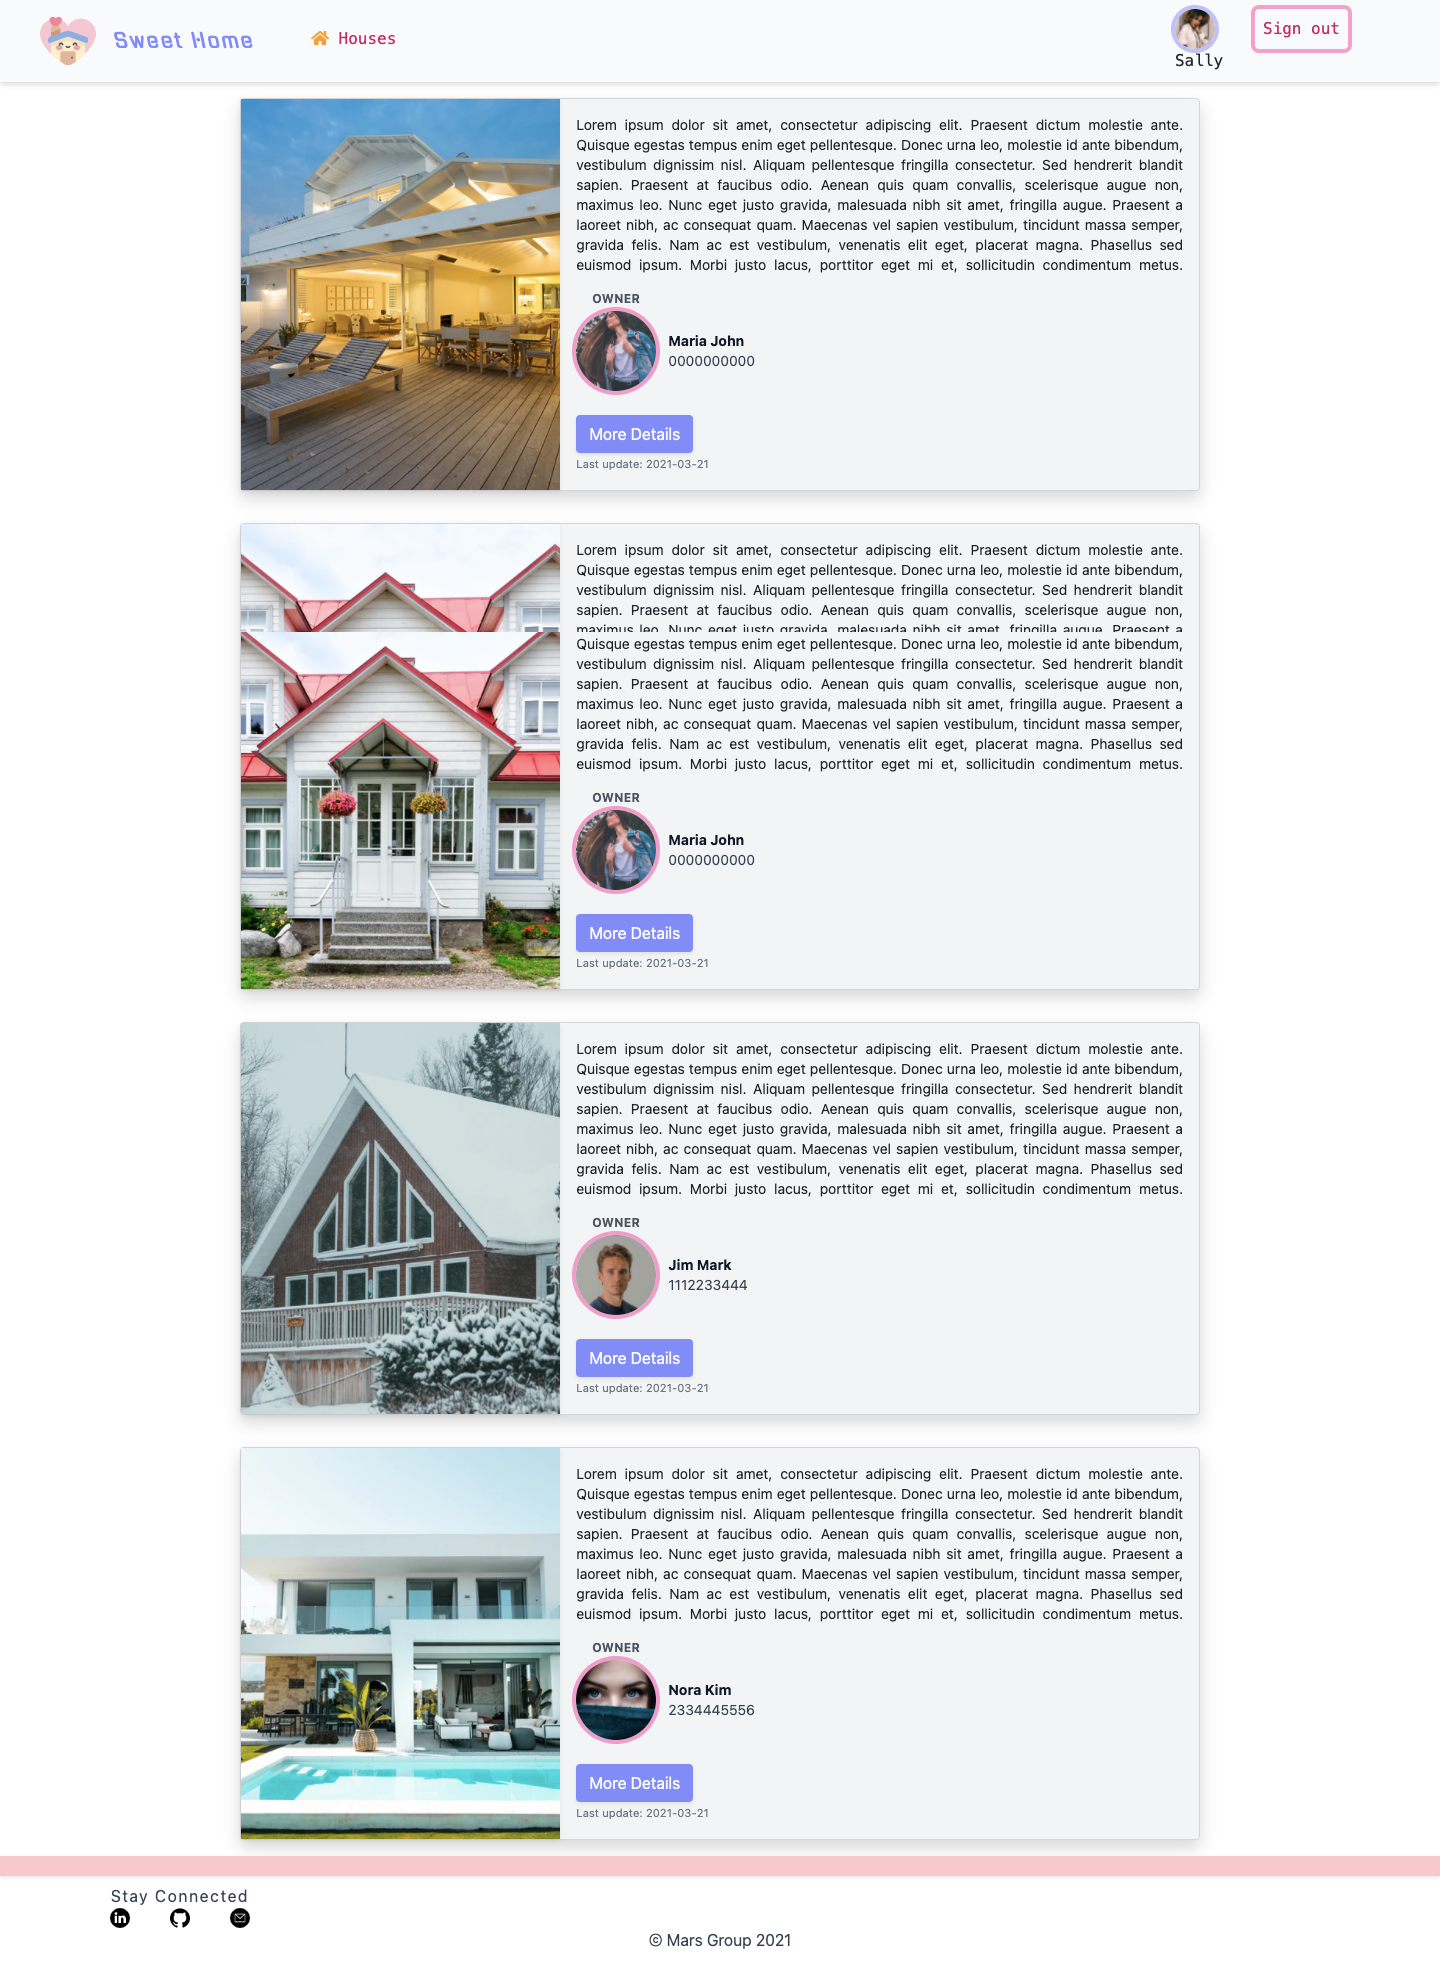 Sweet Home
Houses
Sally
Sign out
Lorem ipsum dolor sit amet, consectetur adipiscing elit. Praesent dictum molestie ante.
Quisque egestas tempus enim eget pellentesque. Donec urna leo, molestie id ante bibendum,
vestibulum dignissim nisl. Aliquam pellentesque fringilla consectetur. Sed hendrerit blandit
sapien. Praesent at faucibus odio. Aenean quis quam convallis, scelerisque augue non,
maximus leo. Nunc eget justo gravida, malesuada nibh sit amet, fringilla augue. Praesent a
laoreet nibh, ac consequat quam. Maecenas vel sapien vestibulum, tincidunt massa semper,
gravida felis. Nam ac est vestibulum, venenatis elit eget, placerat magna. Phasellus sed
euismod ipsum. Morbi justo lacus, porttitor eget mi et, sollicitudin condimentum metus.
OWNER
Maria John
0000000000
More Details
Last update: 2021-03-21
Lorem ipsum dolor sit amet, consectetur adipiscing elit. Praesent dictum molestie ante.
Quisque egestas tempus enim eget pellentesque. Donec urna leo, molestie id ante bibendum,
vestibulum dignissim nisl. Aliquam pellentesque fringilla consectetur. Sed hendrerit blandit
sapien. Praesent at faucibus odio. Aenean quis quam convallis, scelerisque augue non,
maximus leo. Nunc eget justo gravida, malesuada nibh sit amet, fringilla augue. Praesent a
Quisque egestas tempus enim eget pellentesque. Donec urna leo, molestie id ante bibendum,
vestibulum dignissim nisl. Aliquam pellentesque fringilla consectetur. Sed hendrerit blandit
sapien. Praesent at faucibus odio. Aenean quis quam convallis, scelerisque augue non,
maximus leo. Nunc eget justo gravida, malesuada nibh sit amet, fringilla augue. Praesent a
laoreet nibh, ac consequat quam. Maecenas vel sapien vestibulum, tincidunt massa semper,
gravida felis. Nam ac est vestibulum, venenatis elit eget, placerat magna. Phasellus sed
euismod ipsum. Morbi justo lacus, porttitor eget mi et, sollicitudin condimentum metus.
OWNER
Maria John
0000000000
More Details
Last update: 2021-03-21
Lorem ipsum dolor sit amet, consectetur adipiscing elit. Praesent dictum molestie ante.
Quisque egestas tempus enim eget pellentesque. Donec urna leo, molestie id ante bibendum,
vestibulum dignissim nisl. Aliquam pellentesque fringilla consectetur. Sed hendrerit blandit
sapien. Praesent at faucibus odio. Aenean quis quam convallis, scelerisque augue non,
maximus leo. Nunc eget justo gravida, malesuada nibh sit amet, fringilla augue. Praesent a
laoreet nibh, ac consequat quam. Maecenas vel sapien vestibulum, tincidunt massa semper,
gravida felis. Nam ac est vestibulum, venenatis elit eget, placerat magna. Phasellus sed
euismod ipsum. Morbi justo lacus, porttitor eget mi et, sollicitudin condimentum metus.
OWNER
Jim Mark
1112233444
More Details
Last update: 2021-03-21
Lorem ipsum dolor sit amet, consectetur adipiscing elit. Praesent dictum molestie ante.
Quisque egestas tempus enim eget pellentesque. Donec urna leo, molestie id ante bibendum,
vestibulum dignissim nisl. Aliquam pellentesque fringilla consectetur. Sed hendrerit blandit
sapien. Praesent at faucibus odio. Aenean quis quam convallis, scelerisque augue non,
maximus leo. Nunc eget justo gravida, malesuada nibh sit amet, fringilla augue. Praesent a
laoreet nibh, ac consequat quam. Maecenas vel sapien vestibulum, tincidunt massa semper,
gravida felis. Nam ac est vestibulum, venenatis elit eget, placerat magna. Phasellus sed
euismod ipsum. Morbi justo lacus, porttitor eget mi et, sollicitudin condimentum metus.
OWNER
Nora Kim
2334445556
More Details
Last update: 2021-03-21
Stay Connected
in
© Mars Group 2021